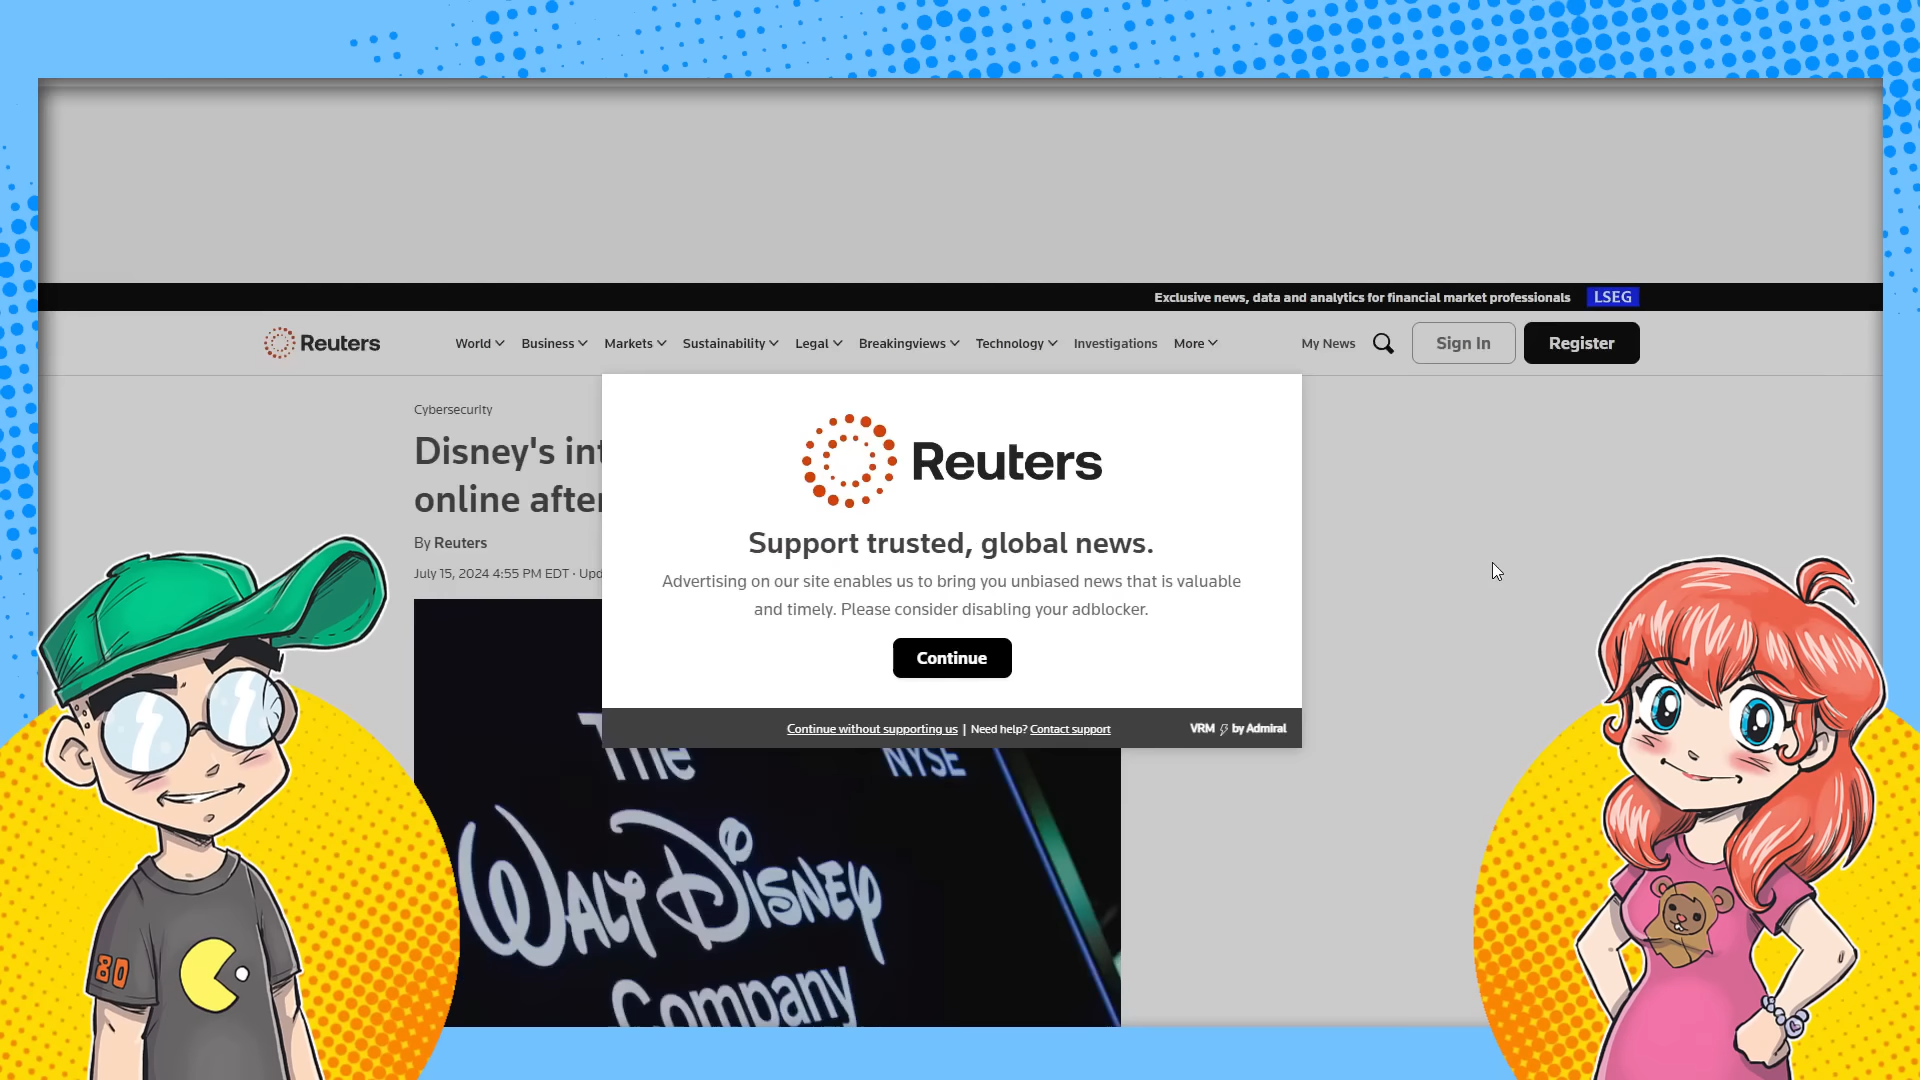 Exclusive news, data and analytics for financial market professionals LSEG
Reuters World Business Markets Sustainability Legal Breakingviews Technology Investigations More My News Sign In Register
Cybersecurity
Disney's
online
By Reuters
July 15, 2024 4:55 PM EDT ·
Reuters
Support trusted, global news.
Advertising on our site enables us to bring you unbiased news that is valuable
and timely. Please consider disabling your adblocker.
Continue
Continue without supporting us | Need help? Contact support VRM by Admiral
The
NYSE
WALT DISNEY
Company
80